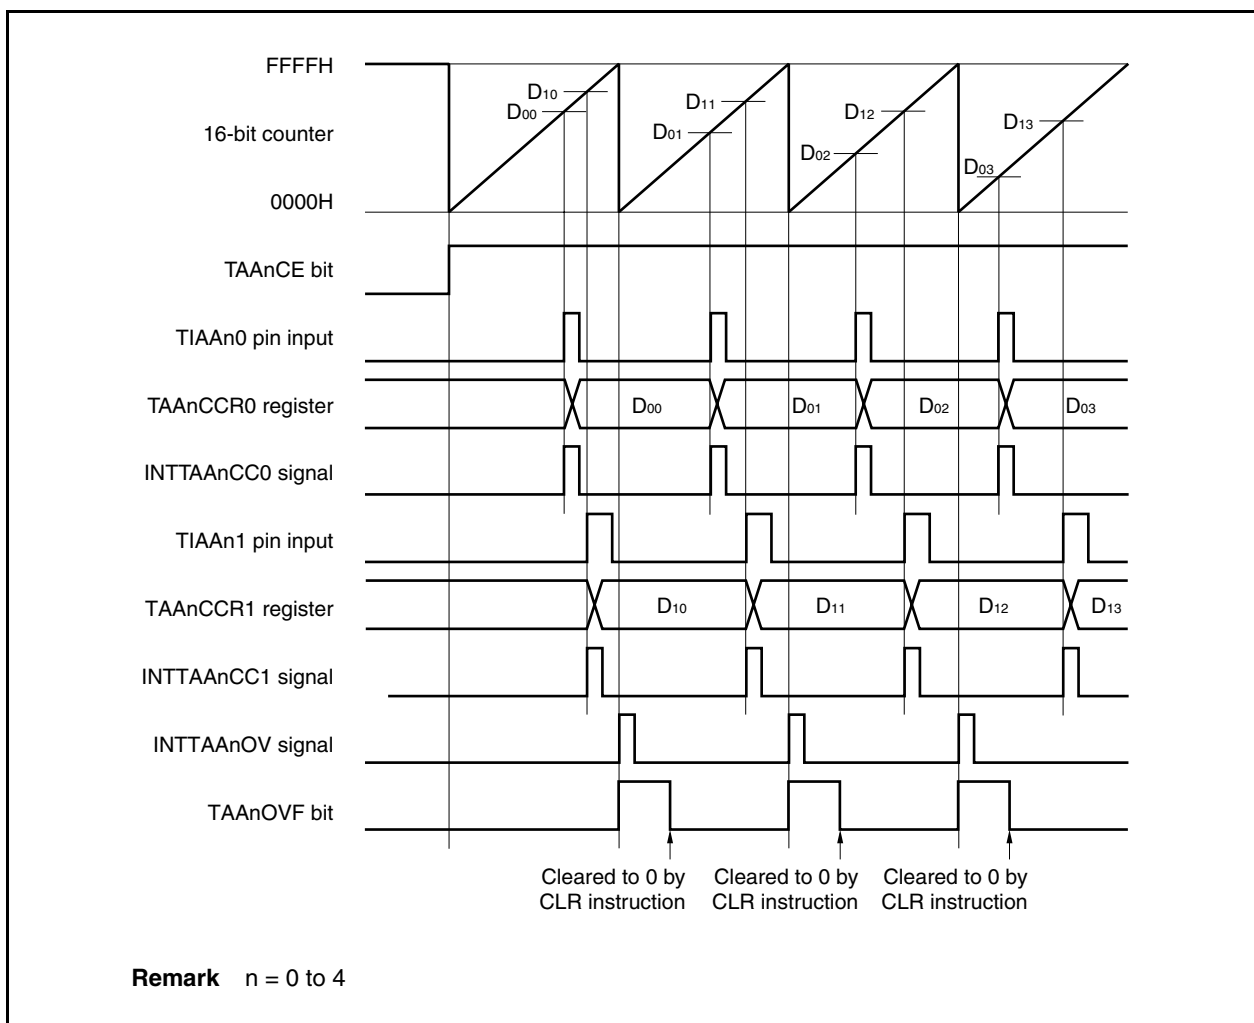 FFFFH
D10
D00
D11
D01
D12
D02
D13
D03
16-bit counter
0000H
TAAnCE bit
TIAAn0 pin input
TAAnCCR0 register
D00
D01
D02
D03
INTTAAnCC0 signal
TIAAn1 pin input
TAAnCCR1 register
D10
D11
D12
D13
INTTAAnCC1 signal
INTTAAnOV signal
TAAnOVF bit
Cleared to 0 by
CLR instruction
Cleared to 0 by
CLR instruction
Cleared to 0 by
CLR instruction
Remark n = 0 to 4